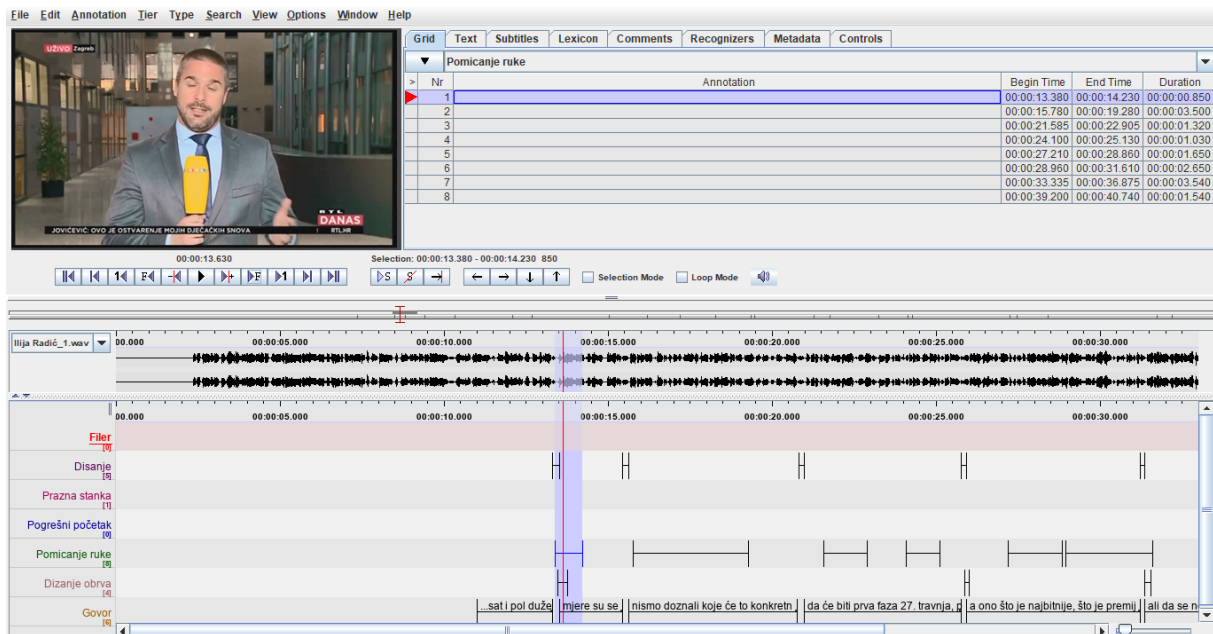 File Edit Annotation Tier Type Search View Options Window Help
UŽIVO Zagreb
RTL
DANAS
JOVIĆEVIĆ: OVO JE OSTVARENJE MOJIH DJEČAČKIH SNOVA RTL.HR
Grid Text Subtitles Lexicon Comments Recognizers Metadata Controls
Pomicanje ruke
> Nr Annotation Begin Time End Time Duration
1 00:00:13.380 00:00:14.230 00:00:00.850
2 00:00:15.780 00:00:19.280 00:00:03.500
3 00:00:21.585 00:00:22.905 00:00:01.320
4 00:00:24.100 00:00:25.130 00:00:01.030
5 00:00:27.210 00:00:28.860 00:00:01.650
6 00:00:28.960 00:00:31.610 00:00:02.650
7 00:00:33.335 00:00:36.875 00:00:03.540
8 00:00:39.200 00:00:40.740 00:00:01.540
00:00:13.630 Selection: 00:00:13.380 - 00:00:14.230 850
1 F F 1 S S Selection Mode Loop Mode
Ilija Radić_1.wav 00.000 00:00:05.000 00:00:10.000 00:00:15.000 00:00:20.000 00:00:25.000 00:00:30.000
00.000 00:00:05.000 00:00:10.000 00:00:15.000 00:00:20.000 00:00:25.000 00:00:30.000
Filer
[0]
Disanje
[5]
Prazna stanka
[1]
Pogrešni početak
[0]
Pomicanje ruke
[8]
Dizanje obrva
[4]
Govor ...sat i pol duže mjere su se nismo doznali koje će to konkretn da će biti prva faza 27. travnja, a ono što je najbitnije, što je premij ali da se n
[6]